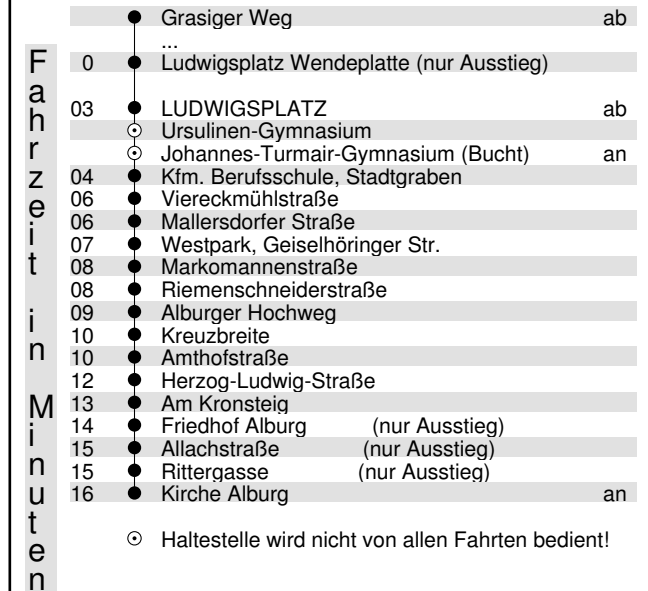 Fahrzeit in Minuten
Grasiger Weg ab
...
0 Ludwigsplatz Wendeplatte (nur Ausstieg)
03 LUDWIGSPLATZ ab
Ursulinen-Gymnasium
Johannes-Turmair-Gymnasium (Bucht) an
04 Kfm. Berufsschule, Stadtgraben
06 Viereckmühlstraße
06 Mallersdorfer Straße
07 Westpark, Geiselhöringer Str.
08 Markomannenstraße
08 Riemenschneiderstraße
09 Alburger Hochweg
10 Kreuzbreite
10 Amthofstraße
12 Herzog-Ludwig-Straße
13 Am Kronsteig
14 Friedhof Alburg (nur Ausstieg)
15 Allachstraße (nur Ausstieg)
15 Rittergasse (nur Ausstieg)
16 Kirche Alburg an
Haltestelle wird nicht von allen Fahrten bedient!